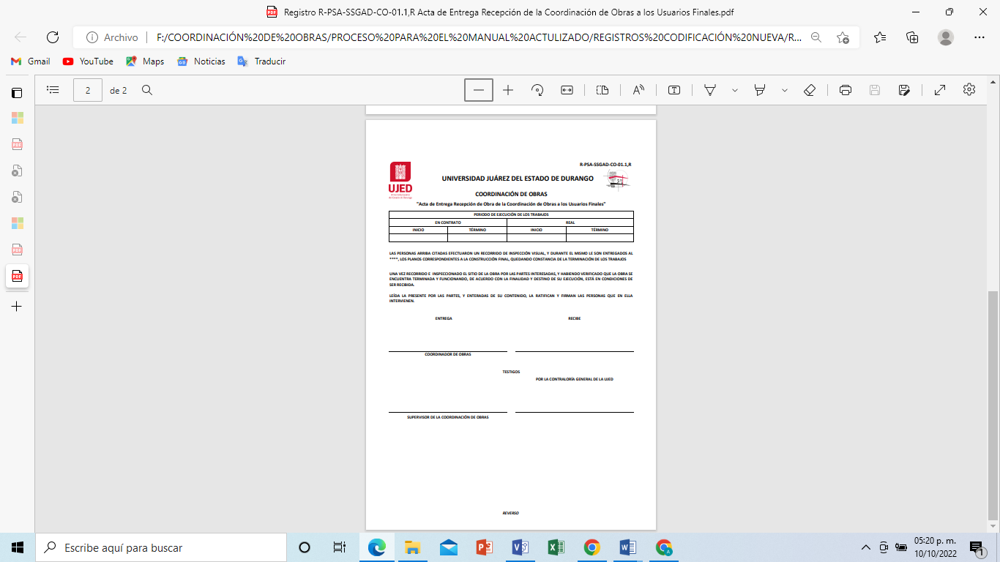 Registro R-PSA-SSGAD-CO-01.1,R Acta de Entrega Recepción de la Coordinación de Obras a los Usuarios Finales.pdf
Archivo
F:/COORDINACIÓN%20DE%20OBRAS/PROCESO%20PARA%20EL%20MANUAL%20ACTULIZADO/REGISTROS%20CODIFICACIÓN%20NUEVA/R...
Gmail YouTube Maps Noticias Traducir
2 de 2
R-PSA-SSGAD-CO-01.1,R
UJED
UNIVERSIDAD JUÁREZ DEL ESTADO DE DURANGO
COORDINACIÓN DE OBRAS
"Acta de Entrega Recepción de Obra de la Coordinación de Obras a los Usuarios Finales"
PERIODO DE EJECUCIÓN DE LOS TRABAJOS
EN CONTRATO REAL
INICIO TÉRMINO INICIO TÉRMINO
LAS PERSONAS ARRIBA CITADAS EFECTUARON UN RECORRIDO DE INSPECCIÓN VISUAL, Y DURANTE EL MISMO LE SON ENTREGADOS AL
****, LOS PLANOS CORRESPONDIENTES A LA CONSTRUCCIÓN FINAL, QUEDANDO CONSTANCIA DE LA TERMINACIÓN DE LOS TRABAJOS
UNA VEZ RECORRIDO E INSPECCIONADO EL SITIO DE LA OBRA POR LAS PARTES INTERESADAS, Y HABIENDO VERIFICADO QUE LA OBRA SE
ENCUENTRA TERMINADA Y FUNCIONANDO, DE ACUERDO CON LA FINALIDAD Y DESTINO DE SU EJECUCIÓN, ESTÁ EN CONDICIONES DE
SER RECIBIDA.
LEÍDA LA PRESENTE POR LAS PARTES, Y ENTERADAS DE SU CONTENIDO, LA RATIFICAN Y FIRMAN LAS PERSONAS QUE EN ELLA
INTERVIENEN.
ENTREGA RECIBE
COORDINADOR DE OBRAS
TESTIGOS
POR LA CONTRALORÍA GENERAL DE LA UJED
SUPERVISOR DE LA COORDINACIÓN DE OBRAS
REVERSO
Escribe aquí para buscar
05:20 p. m.
10/10/2022
1